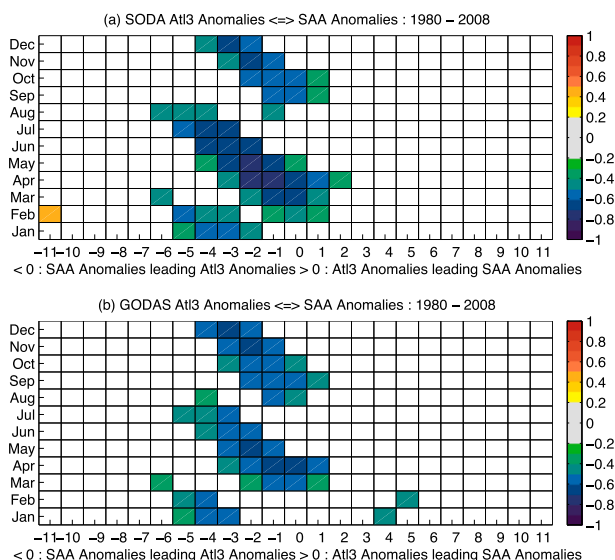 (a) SODA Atl3 Anomalies <=> SAA Anomalies : 1980 − 2008
Dec
Nov
Oct
Sep
Aug
Jul
Jun
May
Apr
Mar
Feb
Jan
−11−10 −9 −8 −7 −6 −5 −4 −3 −2 −1 0 1 2 3 4 5 6 7 8 9 10 11
< 0 : SAA Anomalies leading Atl3 Anomalies > 0 : Atl3 Anomalies leading SAA Anomalies
1
0.8
0.6
0.4
0.2
−0.2
−0.4
−0.6
−0.8
−1
(b) GODAS Atl3 Anomalies <=> SAA Anomalies : 1980 − 2008
Dec
Nov
Oct
Sep
Aug
Jul
Jun
May
Apr
Mar
Feb
Jan
−11−10 −9 −8 −7 −6 −5 −4 −3 −2 −1 0 1 2 3 4 5 6 7 8 9 10 11
< 0 : SAA Anomalies leading Atl3 Anomalies > 0 : Atl3 Anomalies leading SAA Anomalies
1
0.8
0.6
0.4
0.2
−0.2
−0.4
−0.6
−0.8
−1